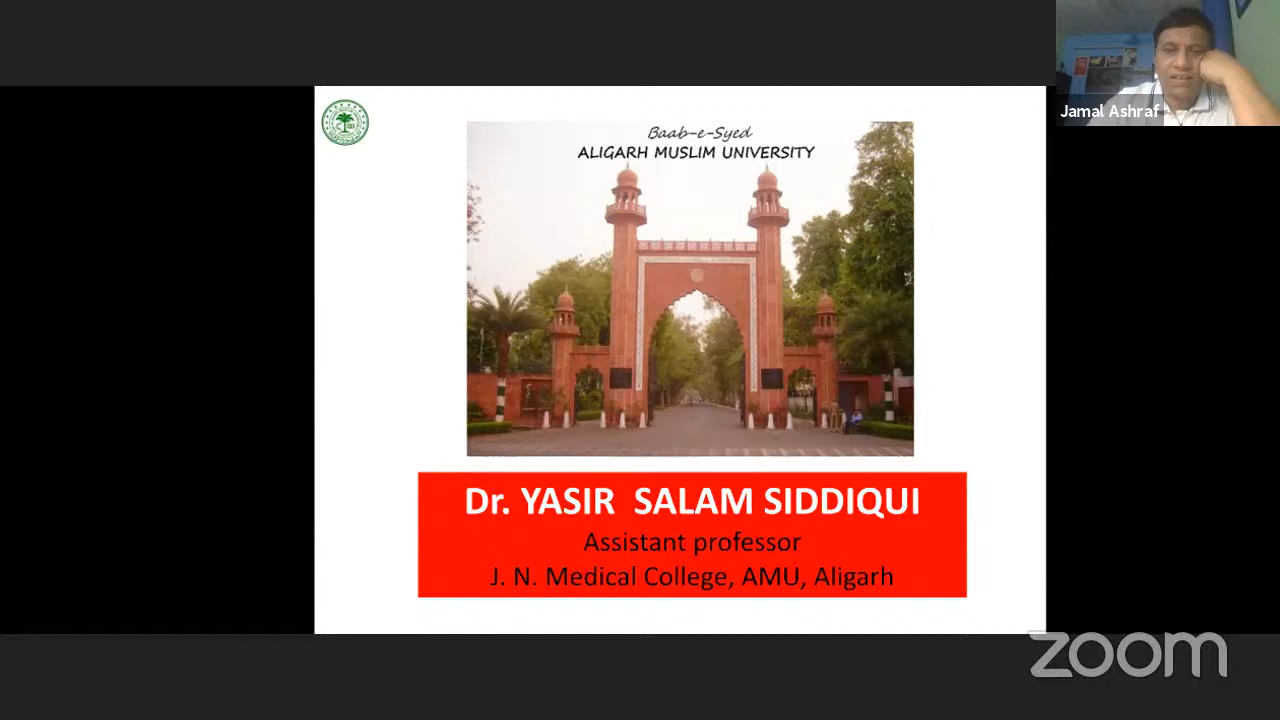 Jamal Ashraf
Baab-e-Syed
ALIGARH MUSLIM UNIVERSITY
Dr. YASIR SALAM SIDDIQUI
Assistant professor
J. N. Medical College, AMU, Aligarh
zoom